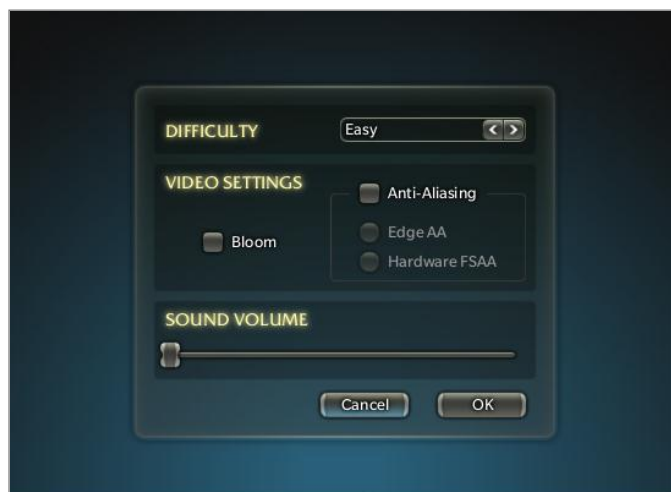 DIFFICULTY
Easy
VIDEO SETTINGS
Anti-Aliasing
Bloom
Edge AA
Hardware FSAA
SOUND VOLUME
Cancel
OK